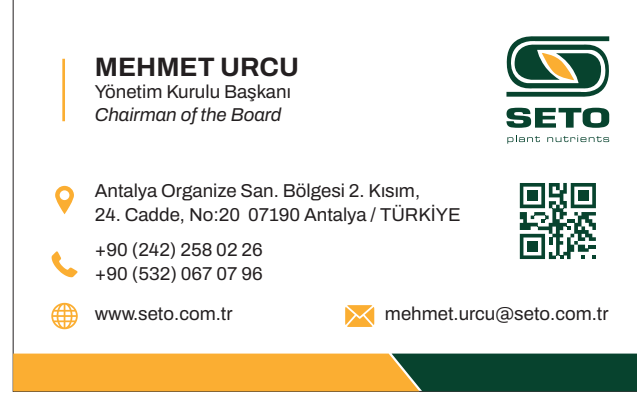 MEHMET URCU
Yönetim Kurulu Başkanı
Chairman of the Board
SETO
plant nutrients
Antalya Organize San. Bölgesi 2. Kısım,
24. Cadde, No:20 07190 Antalya / TÜRKİYE
+90 (242) 258 02 26
+90 (532) 067 07 96
www.seto.com.tr
mehmet.urcu@seto.com.tr